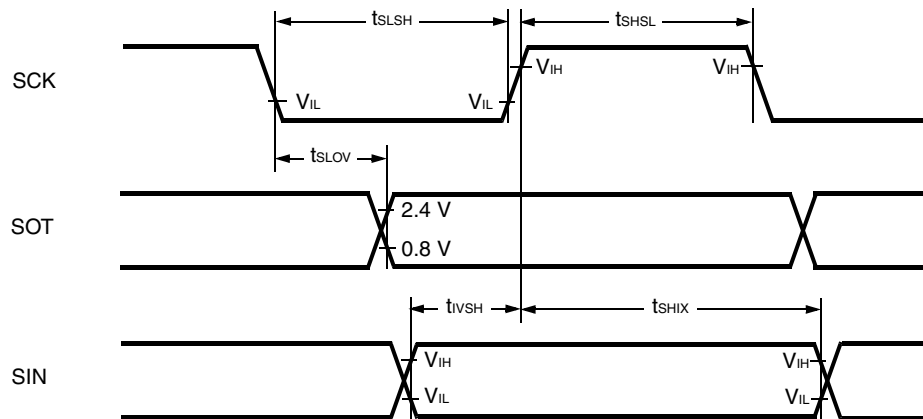 tSLSH tSHSL
SCK VIL VIL VIH VIH
tSLOV
SOT 2.4 V
0.8 V
tIVSH tSHIX
SIN VIH VIH
VIL VIL